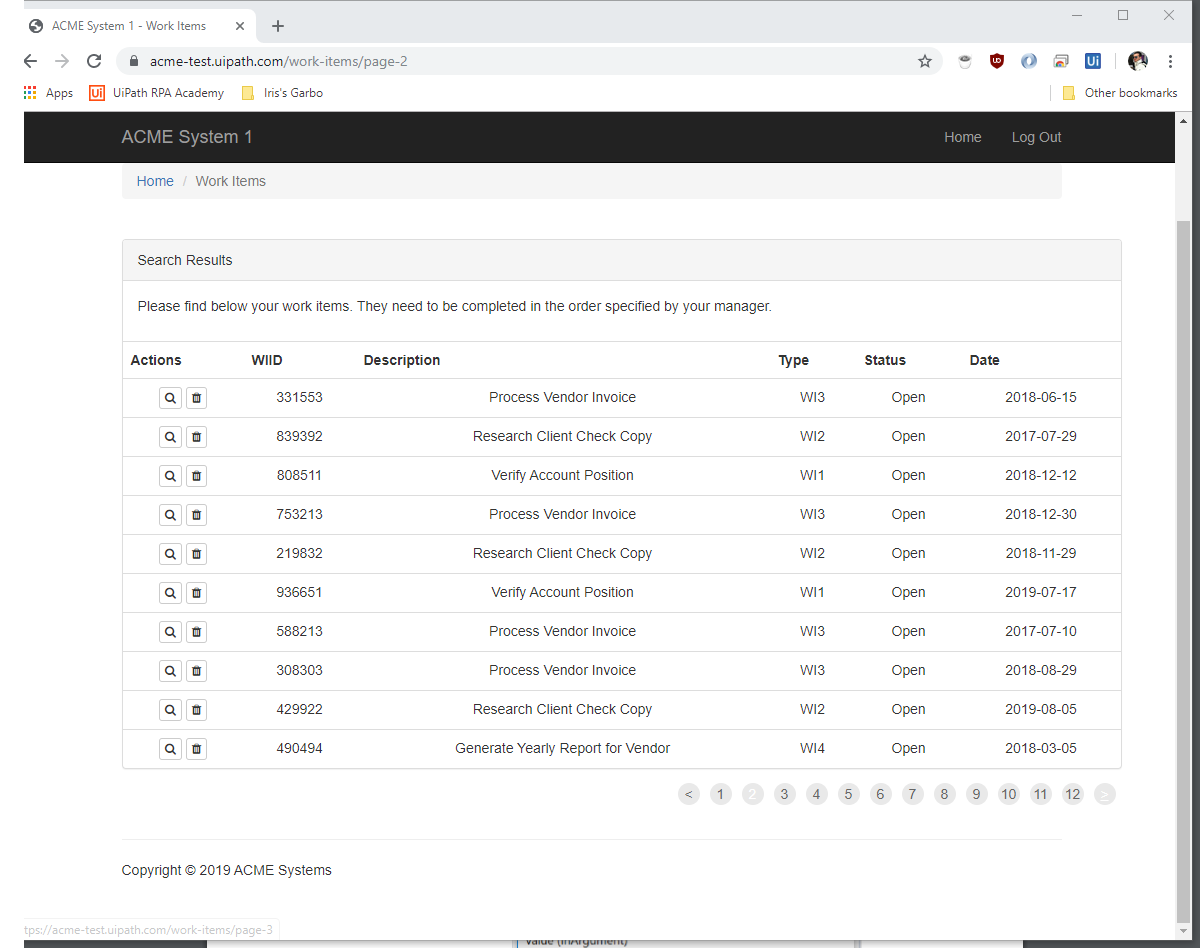 ACME System 1 - Work Items
acme-test.uipath.com/work-items/page-2
Apps Ui UiPath RPA Academy Iris's Garbo Other bookmarks
ACME System 1 Home Log Out
Home / Work Items
Search Results
Please find below your work items. They need to be completed in the order specified by your manager.
Actions WIID Description Type Status Date
331553 Process Vendor Invoice WI3 Open 2018-06-15
839392 Research Client Check Copy WI2 Open 2017-07-29
808511 Verify Account Position WI1 Open 2018-12-12
753213 Process Vendor Invoice WI3 Open 2018-12-30
219832 Research Client Check Copy WI2 Open 2018-11-29
936651 Verify Account Position WI1 Open 2019-07-17
588213 Process Vendor Invoice WI3 Open 2017-07-10
308303 Process Vendor Invoice WI3 Open 2018-08-29
429922 Research Client Check Copy WI2 Open 2019-08-05
490494 Generate Yearly Report for Vendor WI4 Open 2018-03-05
< 1 2 3 4 5 6 7 8 9 10 11 12 >
Copyright © 2019 ACME Systems
tps://acme-test.uipath.com/work-items/page-3
Value (InArgument)